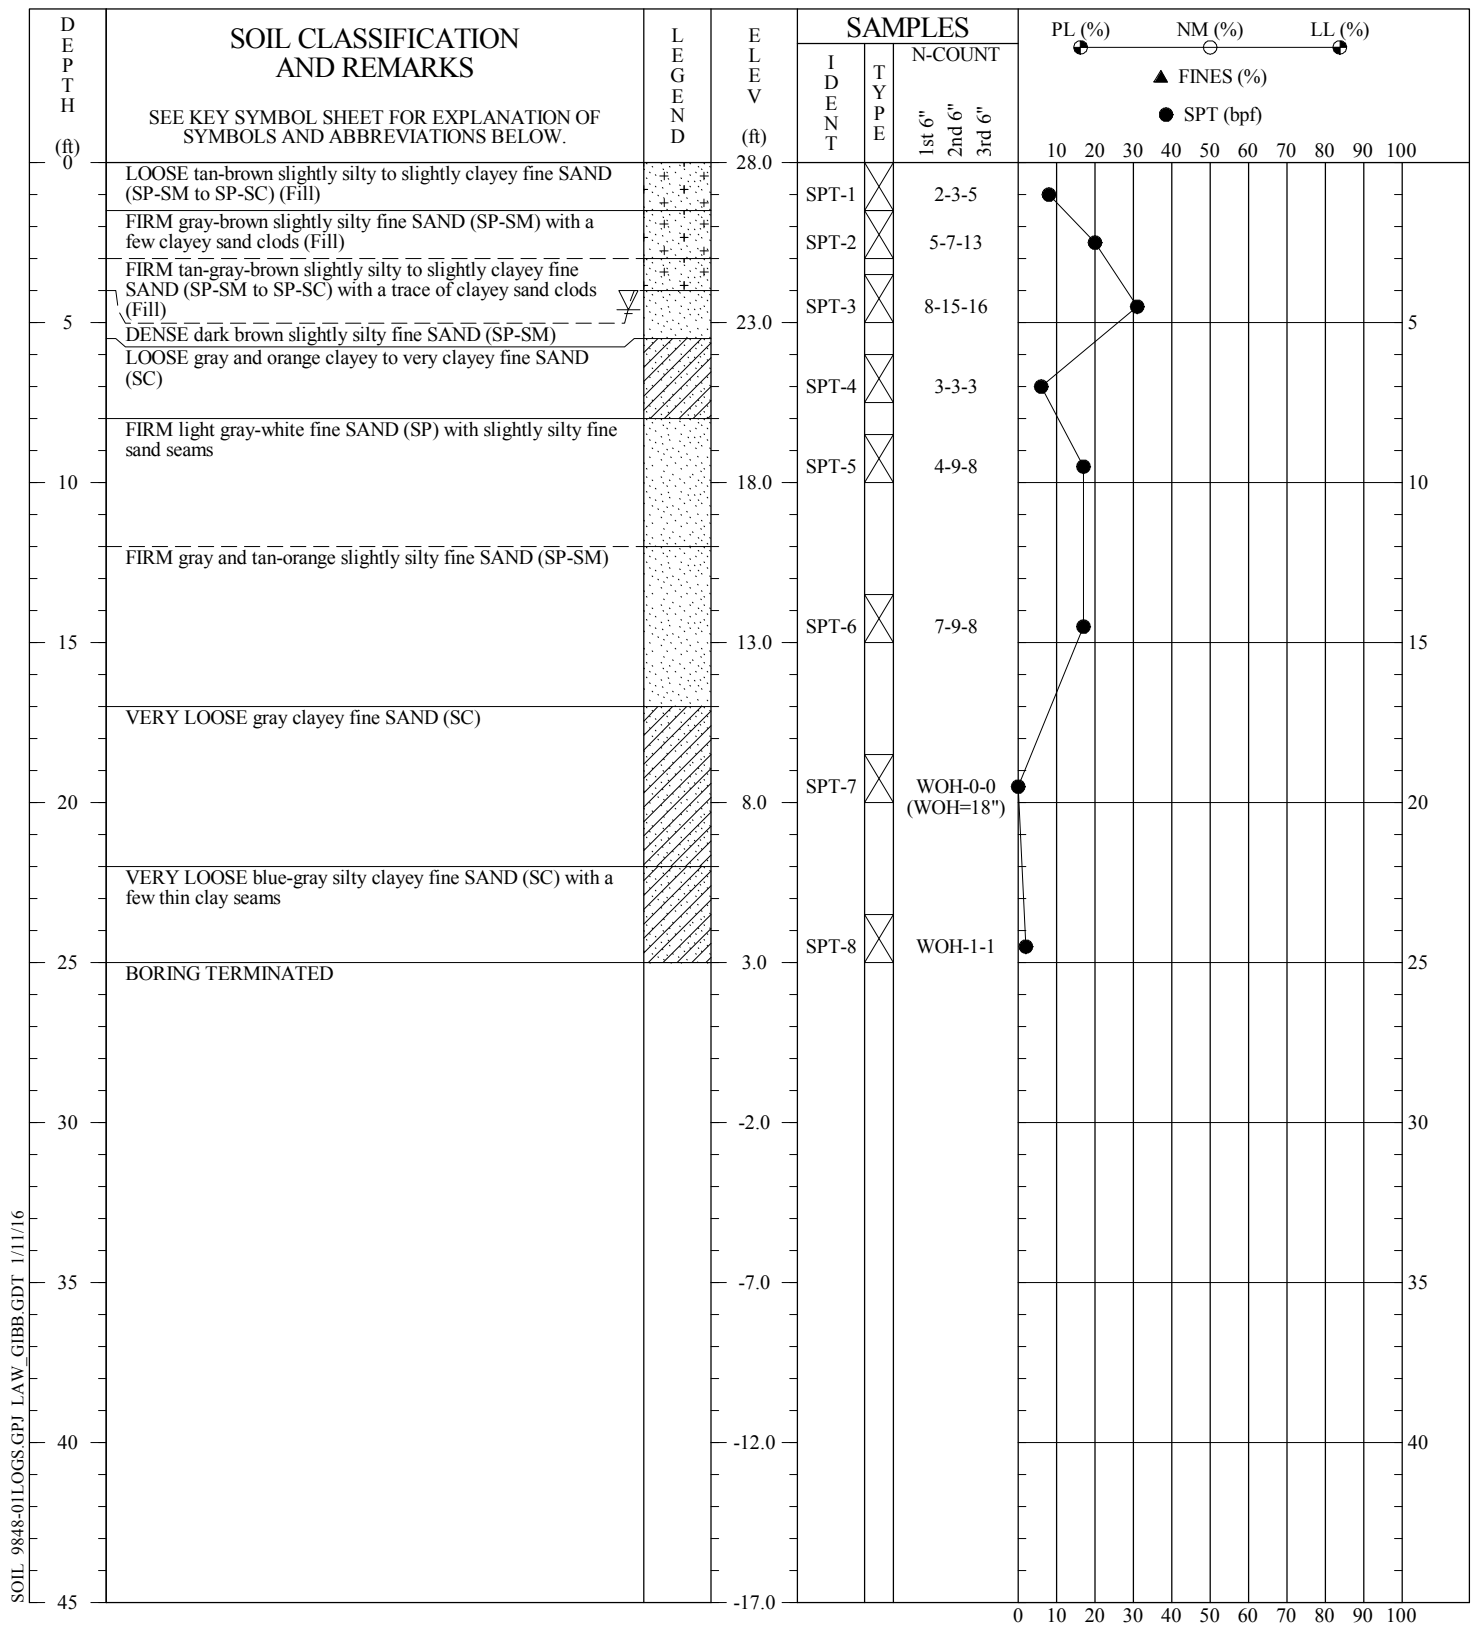 DEPTH
(ft)
SOIL CLASSIFICATION
AND REMARKS
SEE KEY SYMBOL SHEET FOR EXPLANATION OF
SYMBOLS AND ABBREVIATIONS BELOW.
LEGEND
ELEV
(ft)
SAMPLES
IDENT
TYPE
N-COUNT
1st 6"
2nd 6"
3rd 6"
PL (%) NM (%) LL (%)
▲ FINES (%)
● SPT (bpf)
10 20 30 40 50 60 70 80 90 100
0 28.0
LOOSE tan-brown slightly silty to slightly clayey fine SAND
(SP-SM to SP-SC) (Fill)
SPT-1 2-3-5
FIRM gray-brown slightly silty fine SAND (SP-SM) with a
few clayey sand clods (Fill)
SPT-2 5-7-13
FIRM tan-gray-brown slightly silty to slightly clayey fine
SAND (SP-SM to SP-SC) with a trace of clayey sand clods
(Fill)
SPT-3 8-15-16
5 23.0 5
DENSE dark brown slightly silty fine SAND (SP-SM)
LOOSE gray and orange clayey to very clayey fine SAND
(SC)
SPT-4 3-3-3
FIRM light gray-white fine SAND (SP) with slightly silty fine
sand seams
SPT-5 4-9-8
10 18.0 10
FIRM gray and tan-orange slightly silty fine SAND (SP-SM)
SPT-6 7-9-8
15 13.0 15
VERY LOOSE gray clayey fine SAND (SC)
SPT-7 WOH-0-0
(WOH=18")
20 8.0 20
VERY LOOSE blue-gray silty clayey fine SAND (SC) with a
few thin clay seams
SPT-8 WOH-1-1
25 3.0 25
BORING TERMINATED
30 -2.0 30
35 -7.0 35
40 -12.0 40
45 -17.0
0 10 20 30 40 50 60 70 80 90 100
SOIL 9848-01LOGS.GPJ LAW_GIBB.GDT 1/11/16